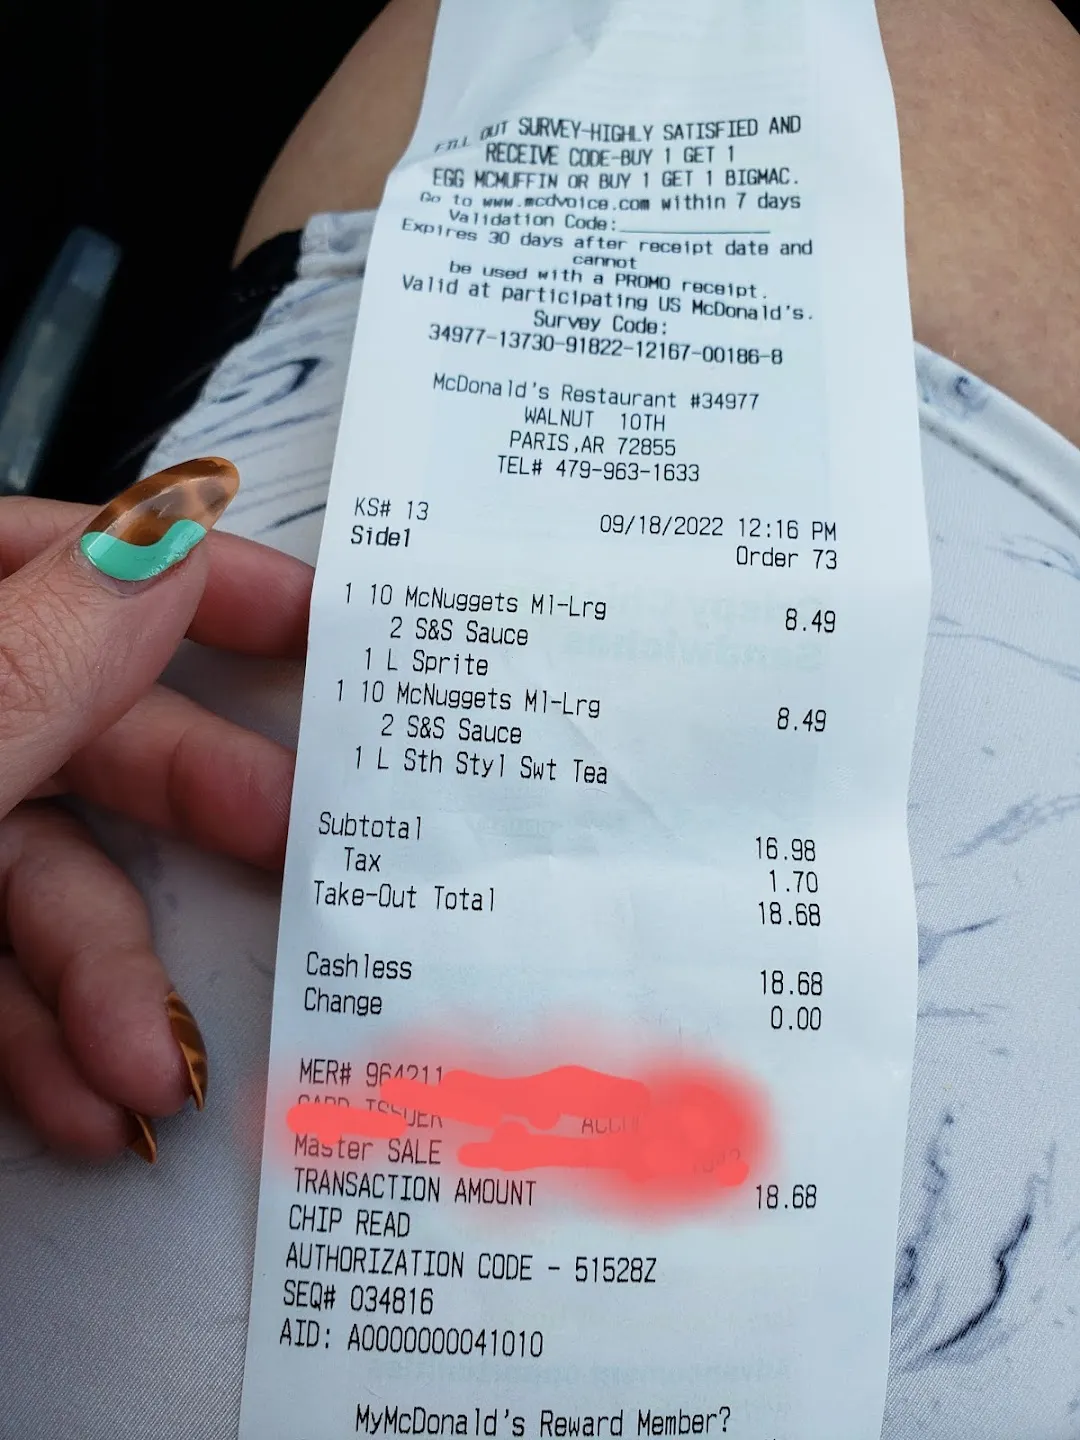 FILL OUT SURVEY-HIGHLY SATISFIED AND
RECEIVE CODE-BUY 1 GET 1
EGG MCMUFFIN OR BUY 1 GET 1 BIGMAC.
Go to www.mcdvoice.com within 7 days
Validation Code:
Expires 30 days after receipt date and
cannot
be used with a PROMO receipt.
Valid at participating US McDonald's.
Survey Code:
34977-13730-91822-12167-00186-8
McDonald's Restaurant #34977
WALNUT 10TH
PARIS,AR 72855
TEL# 479-963-1633
KS# 13 09/18/2022 12:16 PM
Side1 Order 73
1 10 McNuggets Ml-Lrg 8.49
2 S&S Sauce
1 L Sprite
1 10 McNuggets Ml-Lrg 8.49
2 S&S Sauce
1 L Sth Styl Swt Tea
Subtotal 16.98
Tax 1.70
Take-Out Total 18.68
Cashless 18.68
Change 0.00
MER# 964211
CARD ISSUER
Master SALE
TRANSACTION AMOUNT 18.68
CHIP READ
AUTHORIZATION CODE - 51528Z
SEQ# 034816
AID: A0000000041010
MyMcDonald's Reward Member?